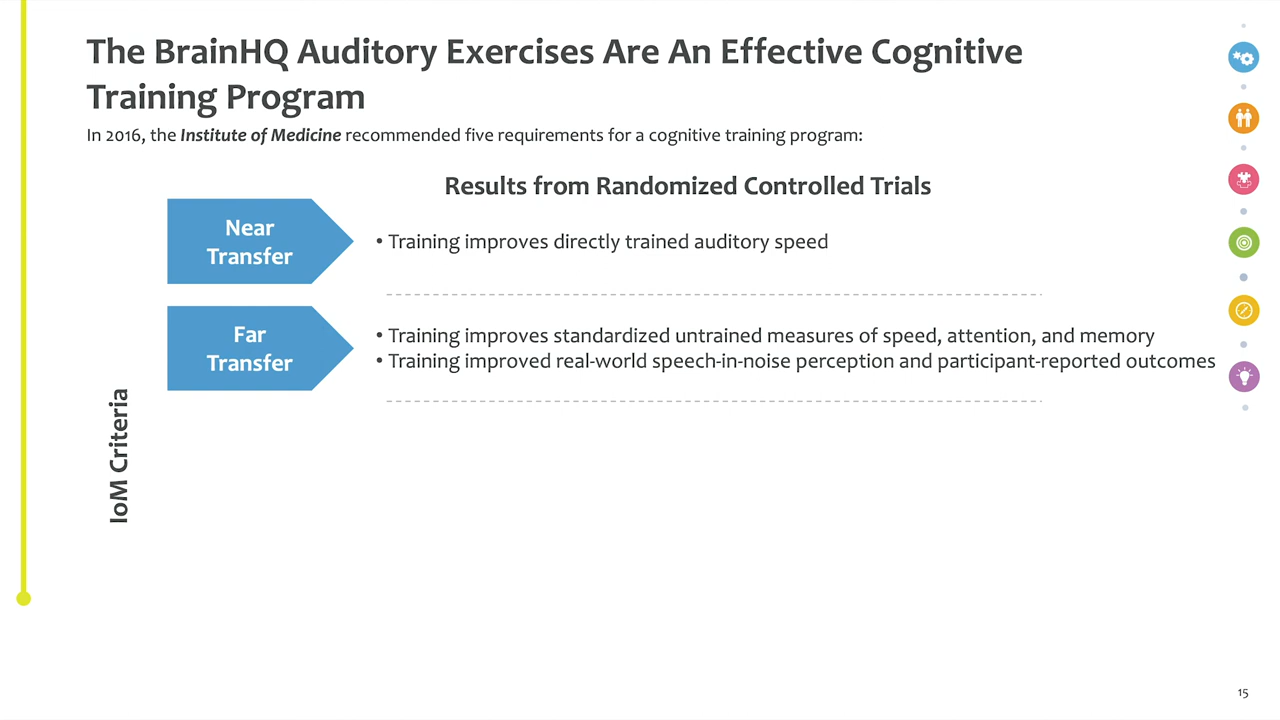 The BrainHQ Auditory Exercises Are An Effective Cognitive
Training Program
In 2016, the Institute of Medicine recommended five requirements for a cognitive training program:
Results from Randomized Controlled Trials
Near
Transfer
• Training improves directly trained auditory speed
Far
Transfer
• Training improves standardized untrained measures of speed, attention, and memory
• Training improved real-world speech-in-noise perception and participant-reported outcomes
IoM Criteria
15